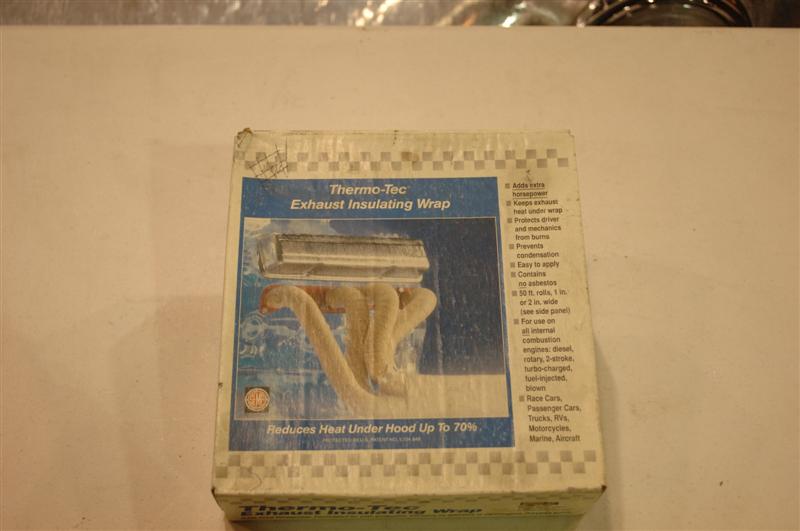 Thermo-Tec®
Exhaust Insulating Wrap
Adds extra
horsepower
Keeps exhaust
heat under wrap
Protects driver
and mechanics
from burns
Prevents
condensation
Easy to apply
Contains
no asbestos
50 ft. rolls, 1 in.
or 2 in. wide
(see side panel)
For use on
all internal
combustion
engines: diesel,
rotary, 2-stroke,
turbo-charged,
fuel-injected,
blown
Race Cars,
Passenger Cars,
Trucks, RVs,
Motorcycles,
Marine, Aircraft
SEMA
Reduces Heat Under Hood Up To 70%
Thermo-Tec
Exhaust Insulating Wrap